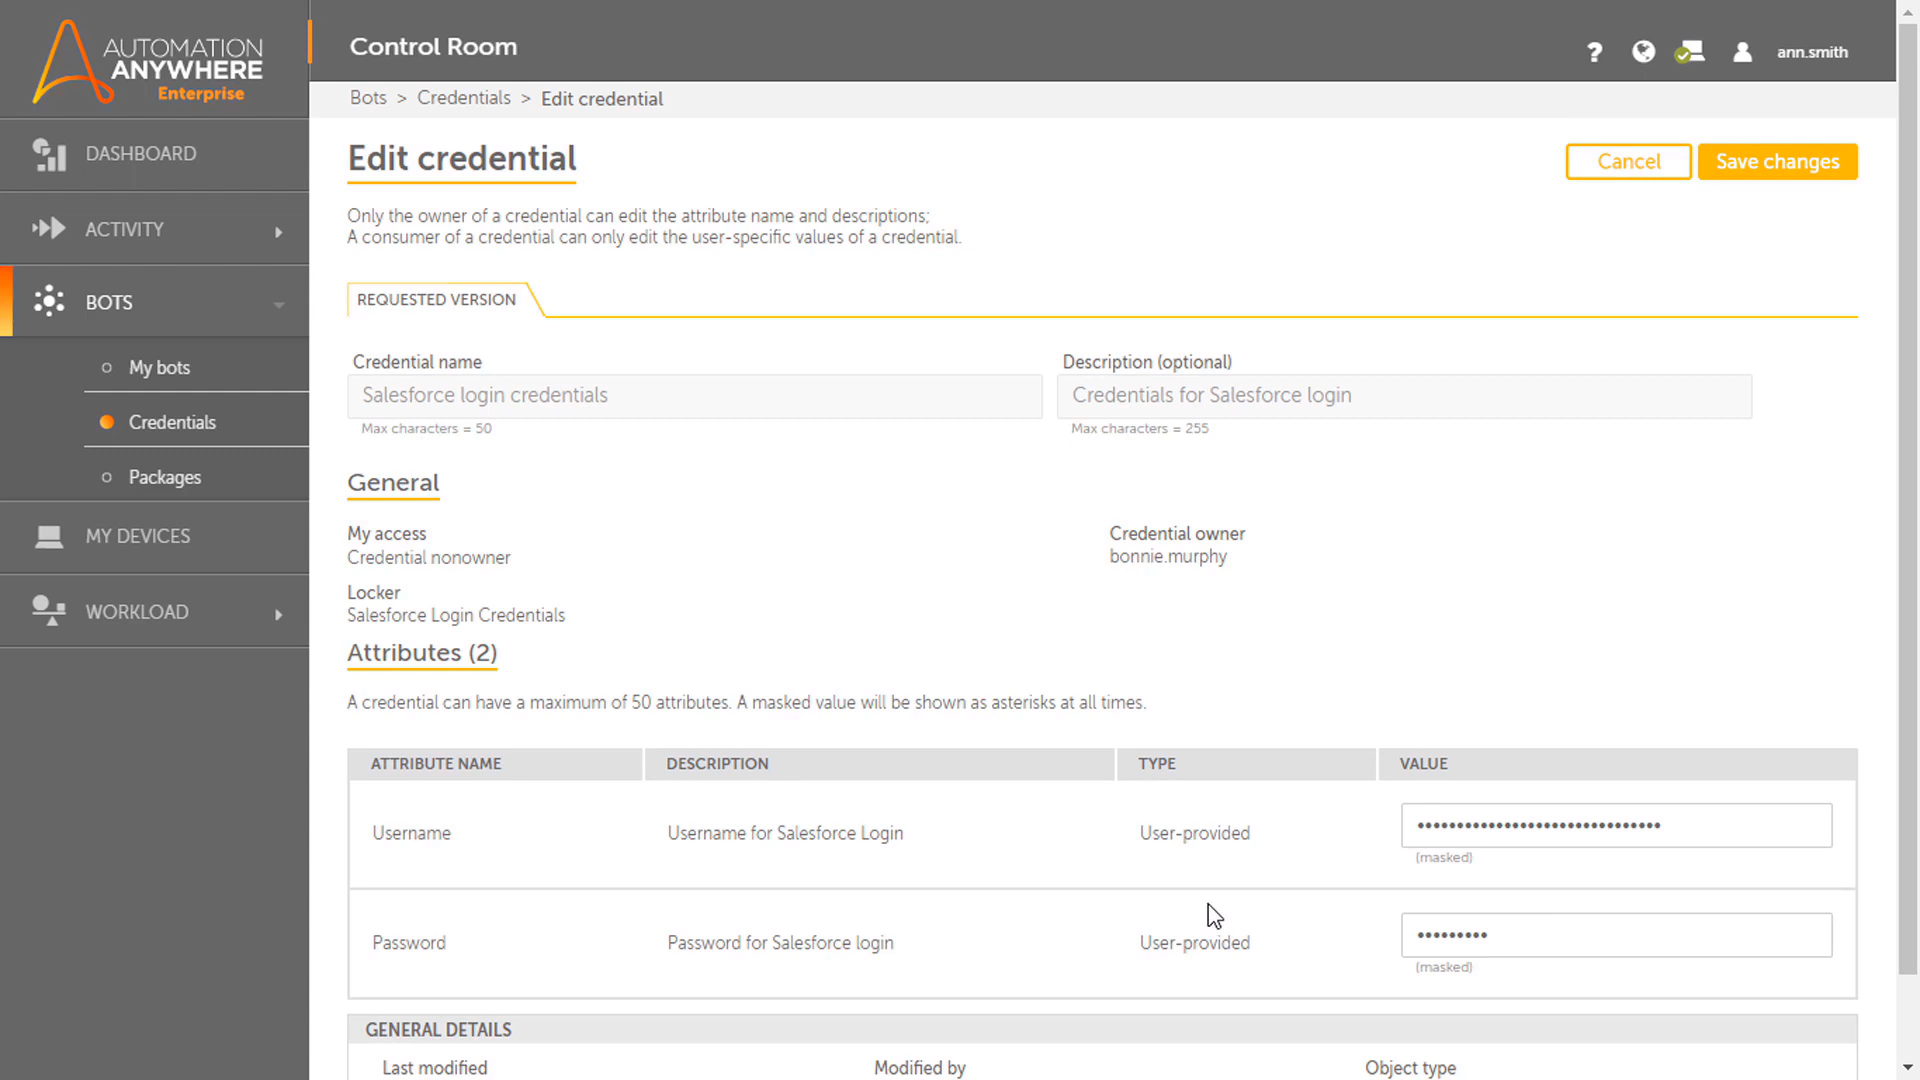 AUTOMATION
ANYWHERE
Enterprise
Control Room
?
ann.smith
Bots > Credentials > Edit credential
DASHBOARD
ACTIVITY
BOTS
My bots
Credentials
Packages
MY DEVICES
WORKLOAD
Edit credential
Cancel
Save changes
Only the owner of a credential can edit the attribute name and descriptions;
A consumer of a credential can only edit the user-specific values of a credential.
REQUESTED VERSION
Credential name
Description (optional)
Salesforce login credentials
Credentials for Salesforce login
Max characters = 50
Max characters = 255
General
My access
Credential owner
Credential nonowner
bonnie.murphy
Locker
Salesforce Login Credentials
Attributes (2)
A credential can have a maximum of 50 attributes. A masked value will be shown as asterisks at all times.
ATTRIBUTE NAME DESCRIPTION TYPE VALUE
Username Username for Salesforce Login User-provided •••••••••••••••••••••••••••••••
(masked)
Password Password for Salesforce login User-provided •••••••••
(masked)
GENERAL DETAILS
Last modified Modified by Object type